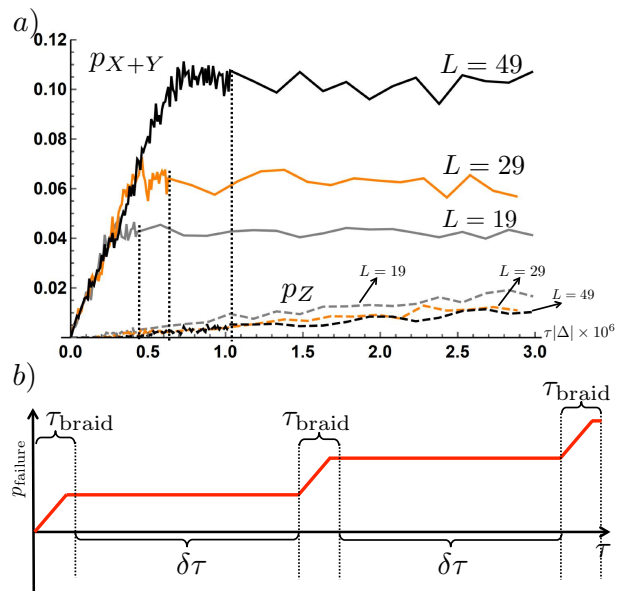 a)
0.12
p_{X+Y}
L = 49
0.10
0.08
L = 29
0.06
L = 19
0.04
p_Z
L = 19
L = 29
0.02
L = 49
0.0 0.5 1.0 1.5 2.0 2.5 3.0
τ|Δ| × 10^6
b)
τ_braid τ_braid τ_braid
p_failure
τ
δτ δτ